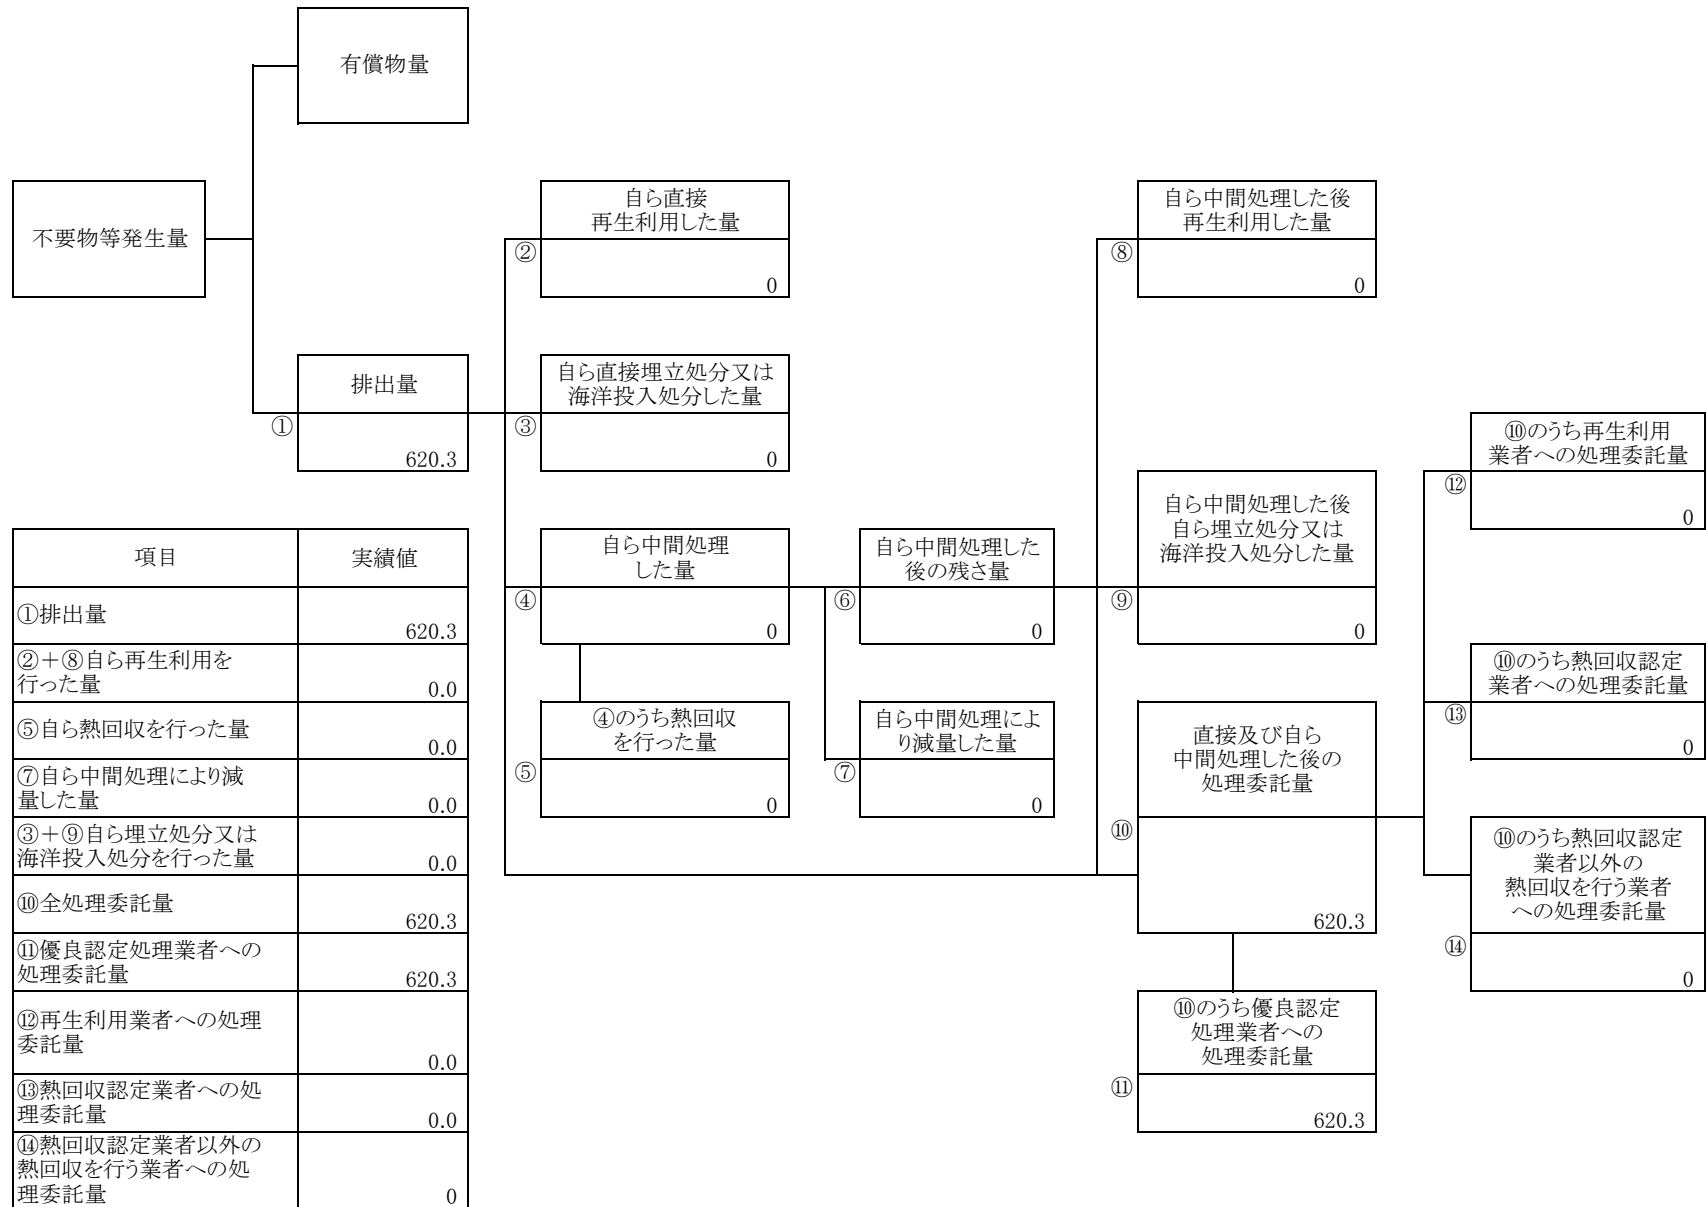 有償物量
不要物等発生量
自ら直接
再生利用した量
②
0
自ら中間処理した後
再生利用した量
⑧
0
排出量
①
620.3
自ら直接埋立処分又は
海洋投入処分した量
③
0
⑩のうち再生利用
業者への処理委託量
⑫
0
自ら中間処理
した量
④
0
自ら中間処理した
後の残さ量
⑥
0
自ら中間処理した後
自ら埋立処分又は
海洋投入処分した量
⑨
0
⑩のうち熱回収認定
業者への処理委託量
⑬
0
④のうち熱回収
を行った量
⑤
0
自ら中間処理によ
り減量した量
⑦
0
直接及び自ら
中間処理した後の
処理委託量
⑩
620.3
⑩のうち熱回収認定
業者以外の
熱回収を行う業者
への処理委託量
⑭
0
⑩のうち優良認定
処理業者への
処理委託量
⑪
620.3
項目 実績値
①排出量
620.3
②＋⑧自ら再生利用を
行った量
0.0
⑤自ら熱回収を行った量
0.0
⑦自ら中間処理により減
量した量
0.0
③＋⑨自ら埋立処分又は
海洋投入処分を行った量
0.0
⑩全処理委託量
620.3
⑪優良認定処理業者への
処理委託量
620.3
⑫再生利用業者への処理
委託量
0.0
⑬熱回収認定業者への処
理委託量
0.0
⑭熱回収認定業者以外の
熱回収を行う業者への処
理委託量
0